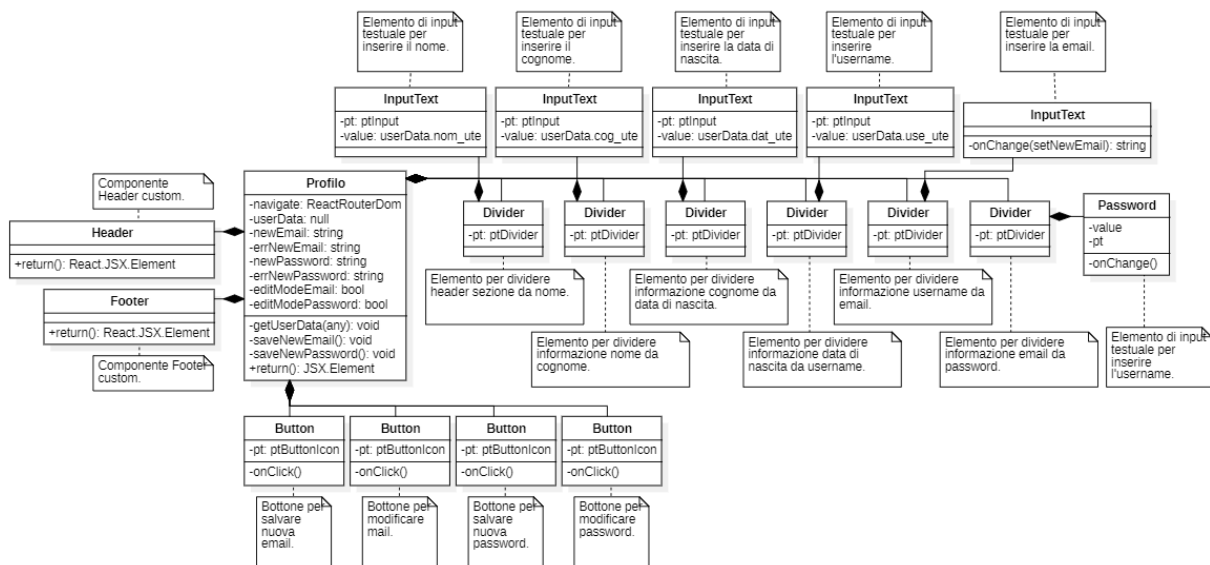 Elemento di input
testuale per
inserire il nome.
Elemento di input
testuale per
inserire il
cognome.
Elemento di input
testuale per
inserire la data di
nascita.
Elemento di input
testuale per
inserire
l'username.
Elemento di input
testuale per
inserire la email.
InputText
-pt: ptInput
-value: userData.nom_ute
InputText
-pt: ptInput
-value: userData.cog_ute
InputText
-pt: ptInput
-value: userData.dat_ute
InputText
-pt: ptInput
-value: userData.use_ute
InputText
-onChange(setNewEmail): string
Componente
Header custom.
Header
+return(): React.JSX.Element
Footer
+return(): React.JSX.Element
Componente Footer
custom.
Profilo
-navigate: ReactRouterDom
-userData: null
-newEmail: string
-errNewEmail: string
-newPassword: string
-errNewPassword: string
-editModeEmail: bool
-editModePassword: bool
-getUserData(any): void
-saveNewEmail(): void
-saveNewPassword(): void
+return(): JSX.Element
Divider
-pt: ptDivider
Divider
-pt: ptDivider
Divider
-pt: ptDivider
Divider
-pt: ptDivider
Divider
-pt: ptDivider
Divider
-pt: ptDivider
Password
-value
-pt
-onChange()
Elemento per dividere
header sezione da nome.
Elemento per dividere
informazione cognome da
data di nascita.
Elemento per dividere
informazione username da
email.
Elemento per dividere
informazione nome da
cognome.
Elemento per dividere
informazione data di
nascita da username.
Elemento per dividere
informazione email da
password.
Elemento di input
testuale per
inserire
l'username.
Button
-pt: ptButtonIcon
-onClick()
Button
-pt: ptButtonIcon
-onClick()
Button
-pt: ptButtonIcon
-onClick()
Button
-pt: ptButtonIcon
-onClick()
Bottone per
salvare
nuova
email.
Bottone per
modificare
mail.
Bottone per
salvare
nuova
password.
Bottone per
modificare
password.